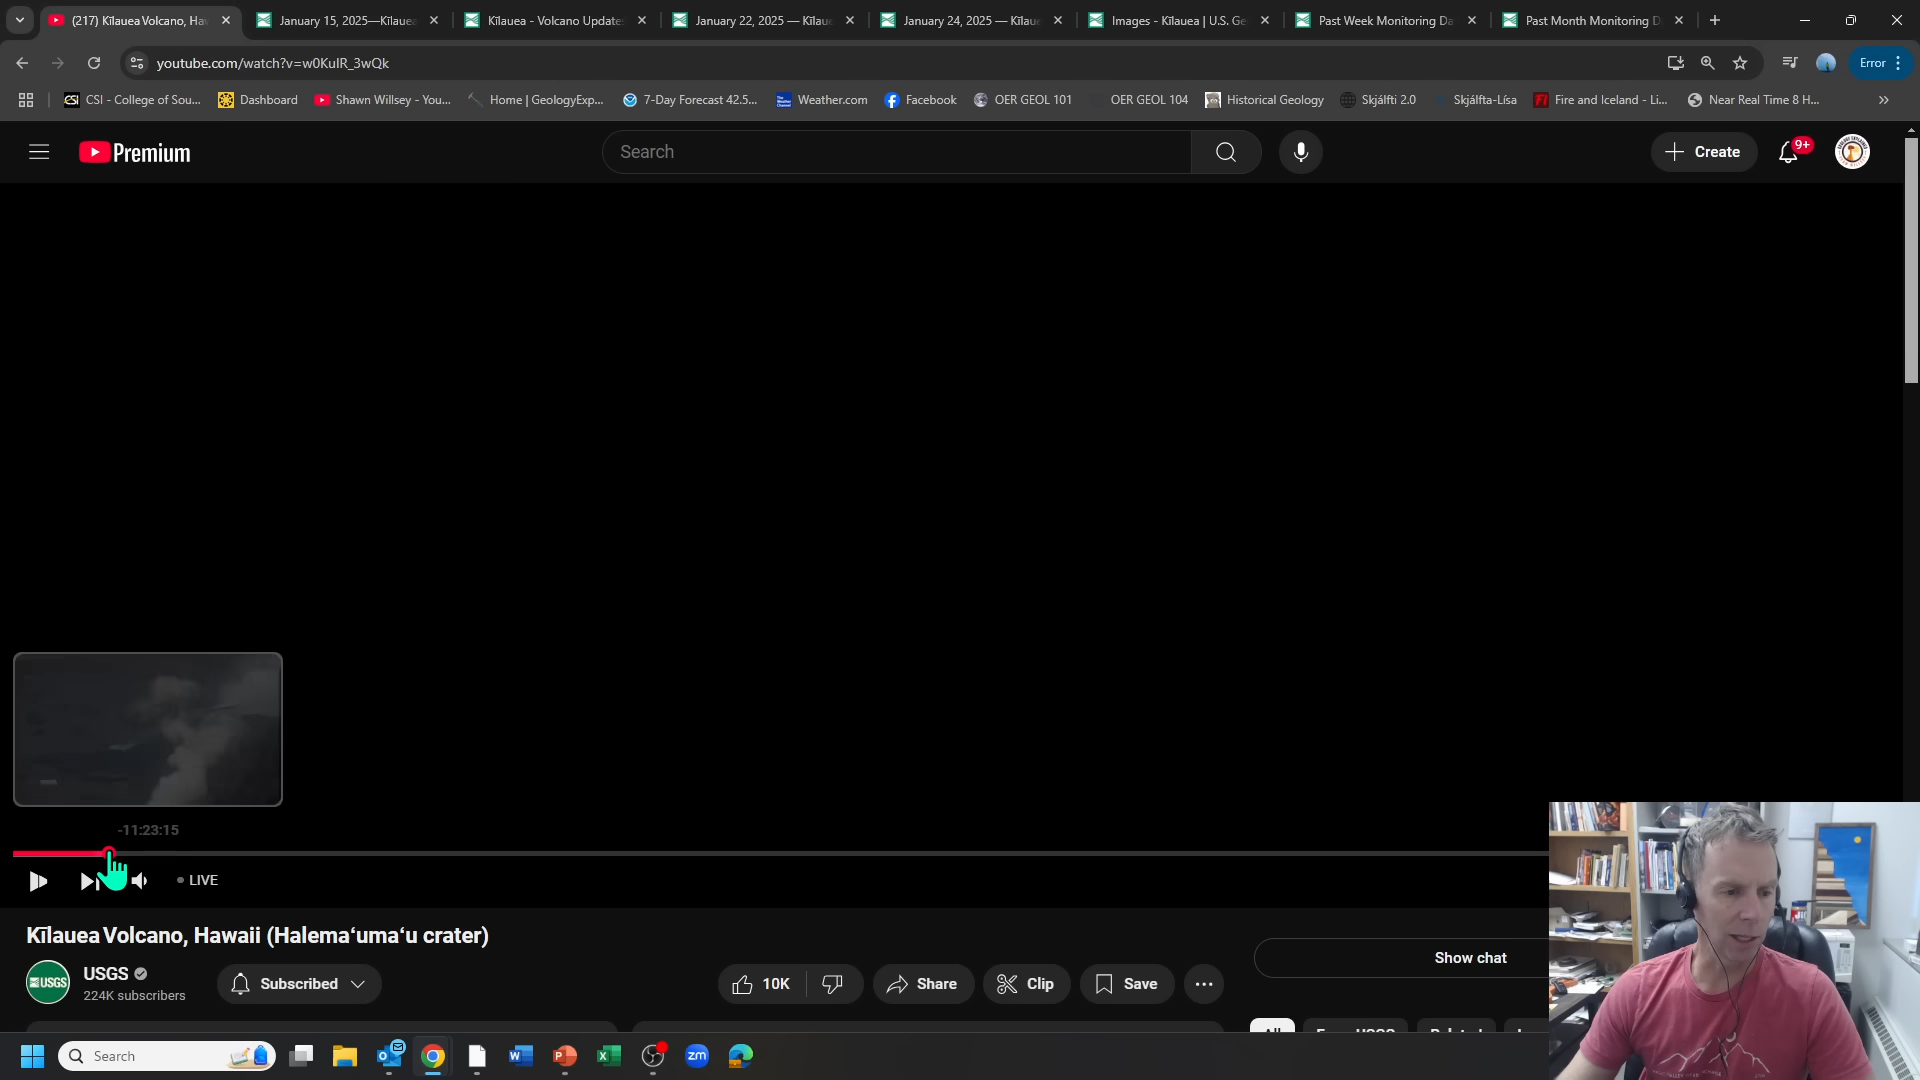 (217) Kīlauea Volcano, Ha
January 15, 2025—Kīlaue
Kīlauea - Volcano Update
January 22, 2025 — Kīlaue
January 24, 2025 — Kīlau
Images - Kīlauea | U.S. Ge
Past Week Monitoring Da
Past Month Monitoring D
youtube.com/watch?v=w0KulR_3wQk
Error
CSI - College of Sou...
Dashboard
Shawn Willsey - You...
Home | GeologyExp...
7-Day Forecast 42.5...
Weather.com
Facebook
OER GEOL 101
OER GEOL 104
Historical Geology
Skjálfti 2.0
Skjálfta-Lísa
Fire and Iceland - Li...
Near Real Time 8 H...
Premium
Search
Create
9+
-11:23:15
LIVE
Kīlauea Volcano, Hawaii (Halemaʻumaʻu crater)
USGS
USGS
224K subscribers
Subscribed
10K
Share
Clip
Save
Show chat
Search